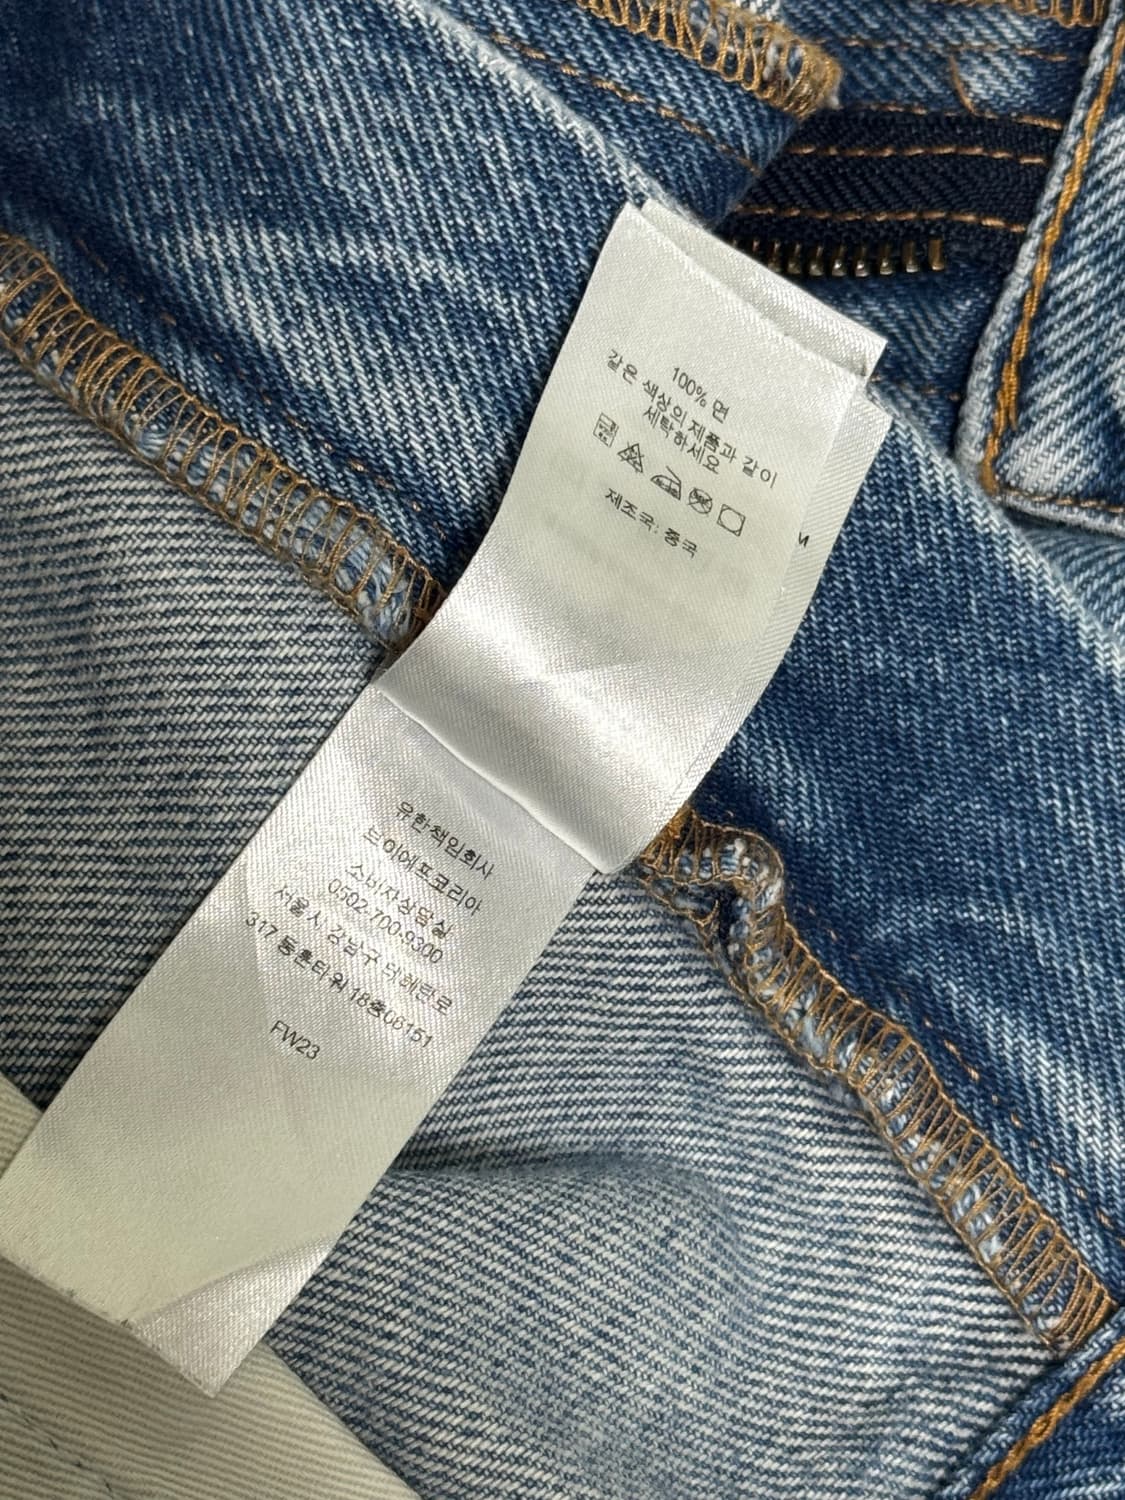 100% 면
같은 색상의 제품과 같이
세탁하세요
제조국: 중국
M
유한책임회사
브이에프코리아
소비자상담실
0502-700-9300
서울시 강남구 테헤란로
317 동훈타워 18층 06151
FW23